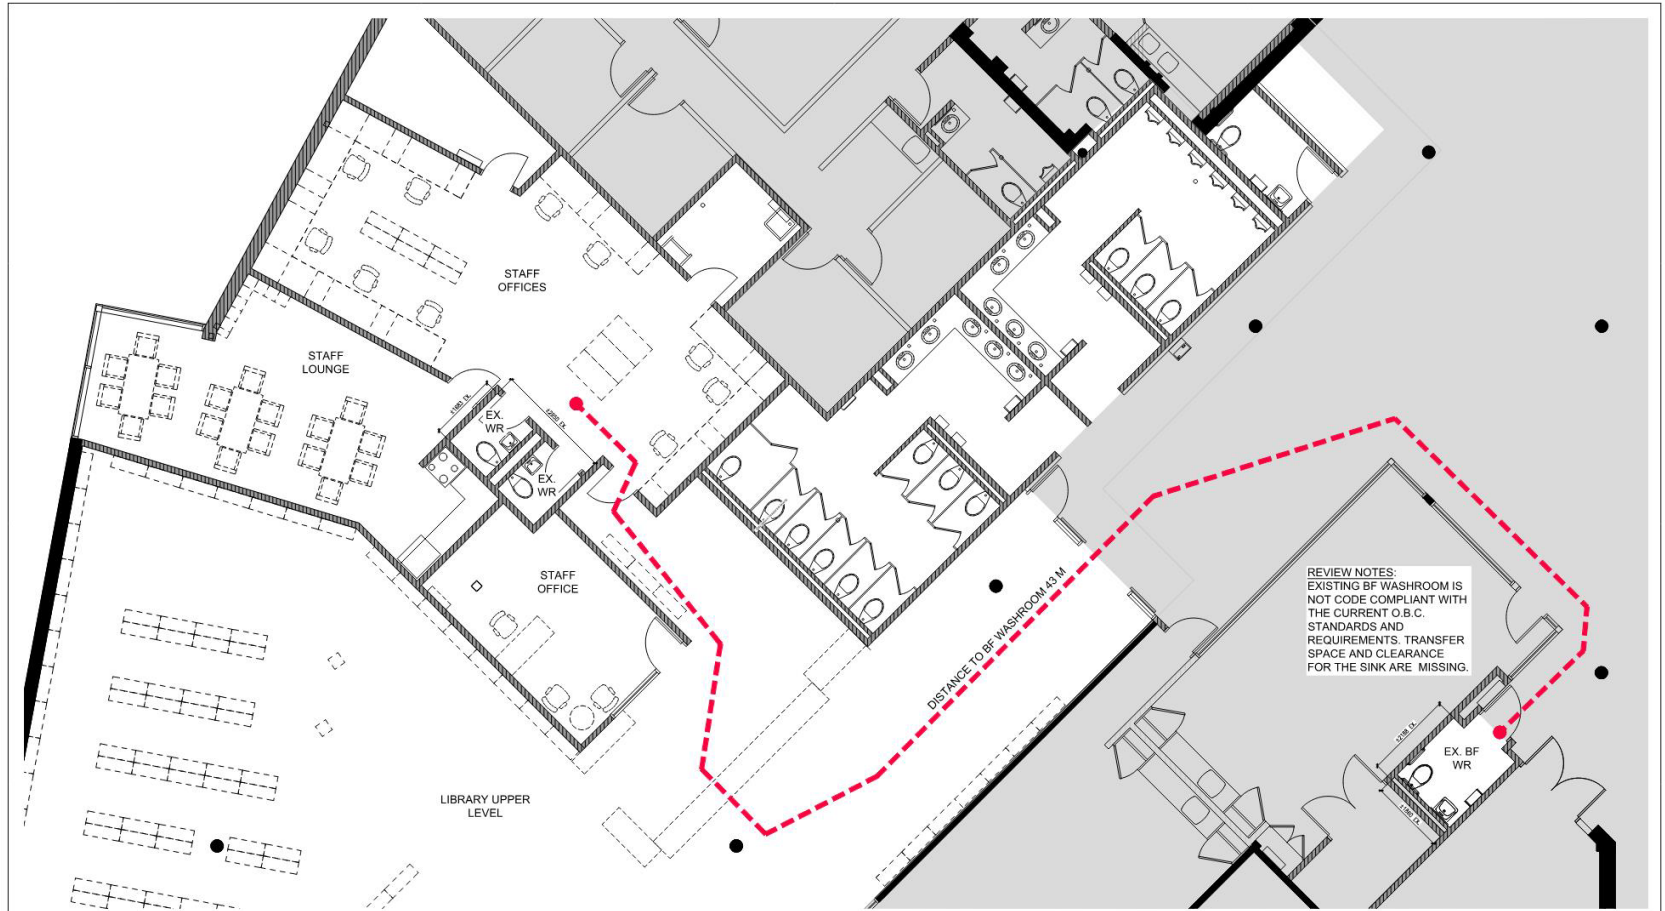 STAFF
OFFICES
STAFF
LOUNGE
EX.
WR
EX.
WR
STAFF
OFFICE
DISTANCE TO BF WASHROOM 43 M
REVIEW NOTES:
EXISTING BF WASHROOM IS
NOT CODE COMPLIANT WITH
THE CURRENT O.B.C.
STANDARDS AND
REQUIREMENTS. TRANSFER
SPACE AND CLEARANCE
FOR THE SINK ARE MISSING.
EX. BF
WR
LIBRARY UPPER
LEVEL